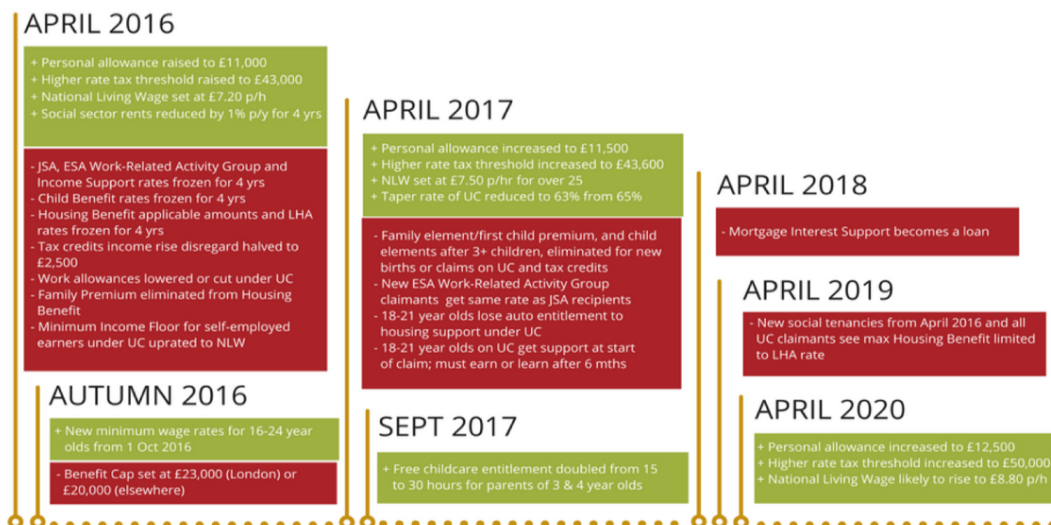 APRIL 2016
+ Personal allowance raised to £11,000
+ Higher rate tax threshold raised to £43,000
+ National Living Wage set at £7.20 p/h
+ Social sector rents reduced by 1% p/y for 4 yrs
- JSA, ESA Work-Related Activity Group and
Income Support rates frozen for 4 yrs
- Child Benefit rates frozen for 4 yrs
- Housing Benefit applicable amounts and LHA
rates frozen for 4 yrs
- Tax credits income rise disregard halved to
£2,500
- Work allowances lowered or cut under UC
- Family Premium eliminated from Housing
Benefit
- Minimum Income Floor for self-employed
earners under UC uprated to NLW
AUTUMN 2016
+ New minimum wage rates for 16-24 year
olds from 1 Oct 2016
- Benefit Cap set at £23,000 (London) or
£20,000 (elsewhere)
APRIL 2017
+ Personal allowance increased to £11,500
+ Higher rate tax threshold increased to £43,600
+ NLW set at £7.50 p/hr for over 25
+ Taper rate of UC reduced to 63% from 65%
- Family element/first child premium, and child
elements after 3+ children, eliminated for new
births or claims on UC and tax credits
- New ESA Work-Related Activity Group
claimants get same rate as JSA recipients
- 18-21 year olds lose auto entitlement to
housing support under UC
- 18-21 year olds on UC get support at start
of claim; must earn or learn after 6 mths
SEPT 2017
+ Free childcare entitlement doubled from 15
to 30 hours for parents of 3 & 4 year olds
APRIL 2018
- Mortgage Interest Support becomes a loan
APRIL 2019
- New social tenancies from April 2016 and all
UC claimants see max Housing Benefit limited
to LHA rate
APRIL 2020
+ Personal allowance increased to £12,500
+ Higher rate tax threshold increased to £50,000
+ National Living Wage likely to rise to £8.80 p/h